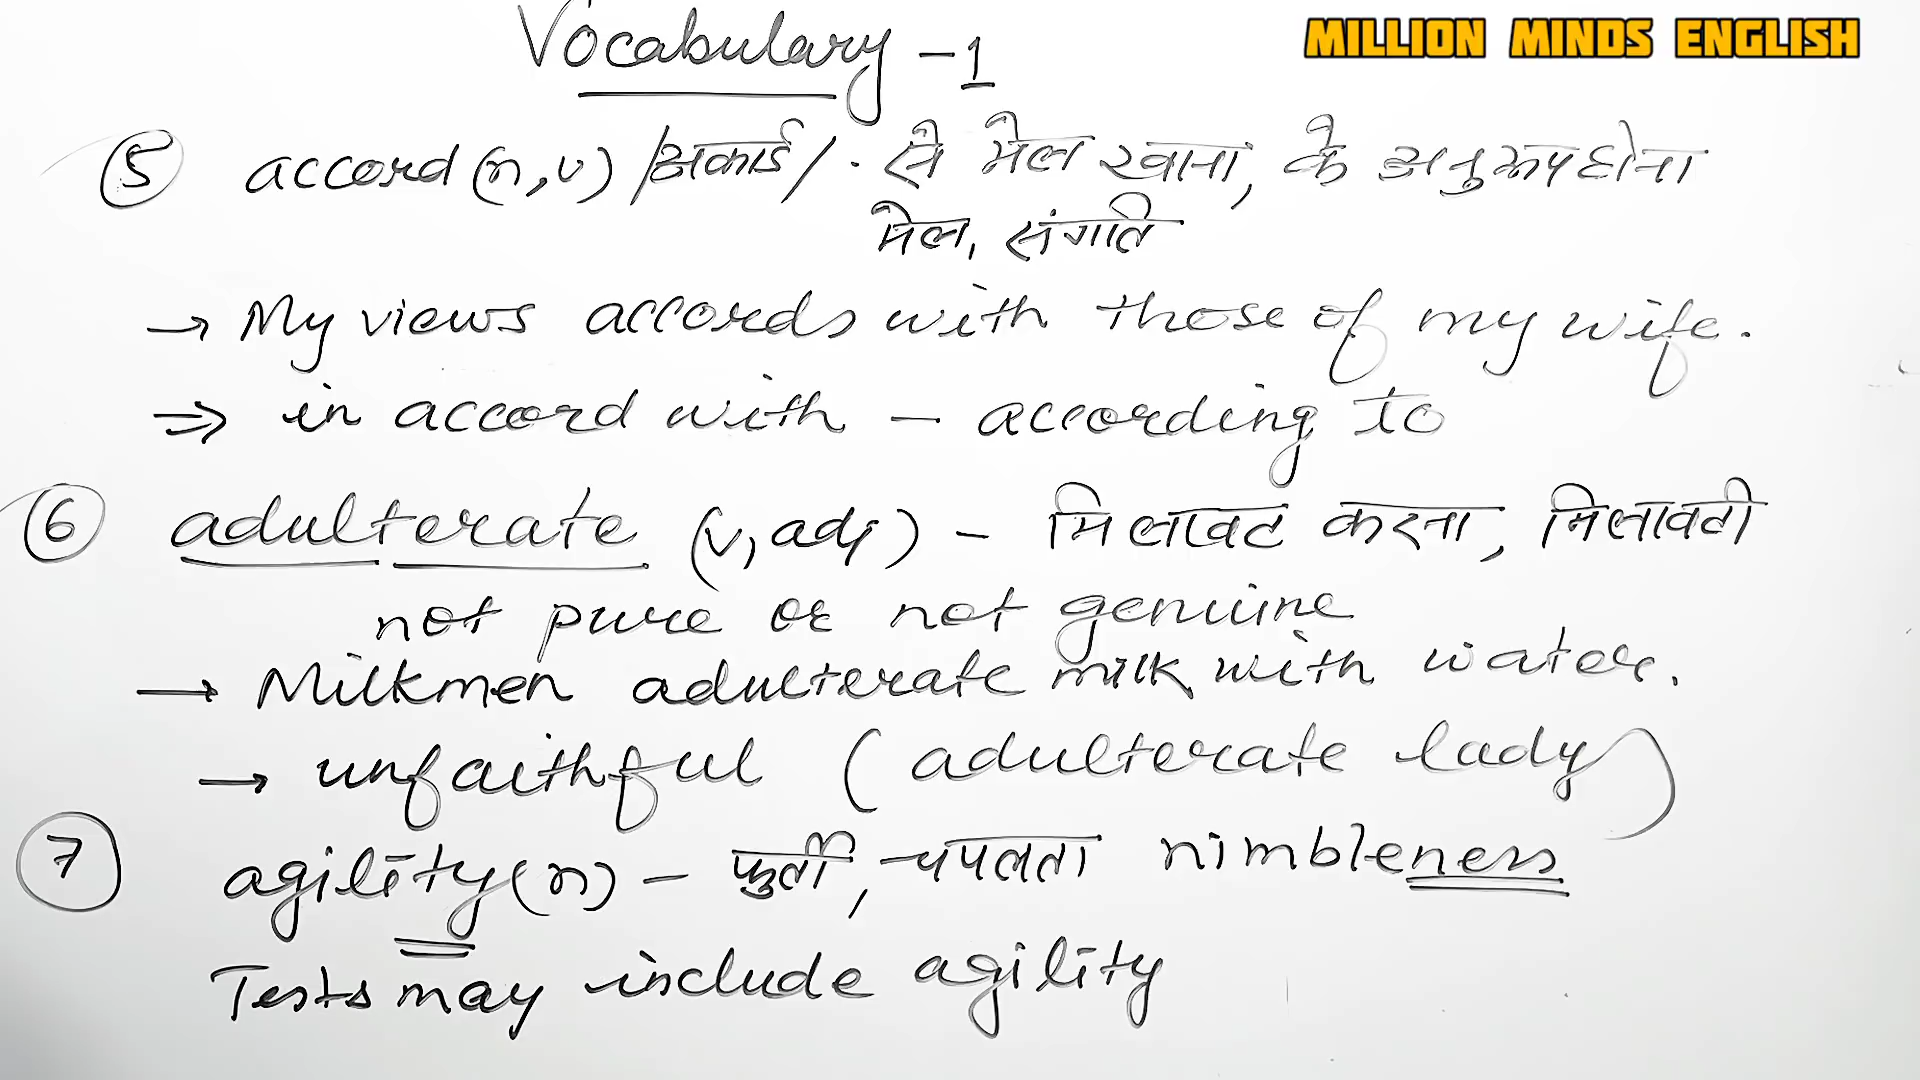 Vocabulary -1
MILLION MINDS ENGLISH
5 accord (n, v) /अकार्ड/ . से मेल खाना, के अनुरूप होना
मेल, संगति
→ My views accords with those of my wife.
⇒ in accord with - according to
6 adulterate (v, adj) - मिलावट करना, मिलावटी
not pure or not genuine
→ Milkmen adulterate milk with water.
→ unfaithful (adulterate lady)
7 agility (n) - फुर्ती, चपलता nimbleness
Tests may include agility